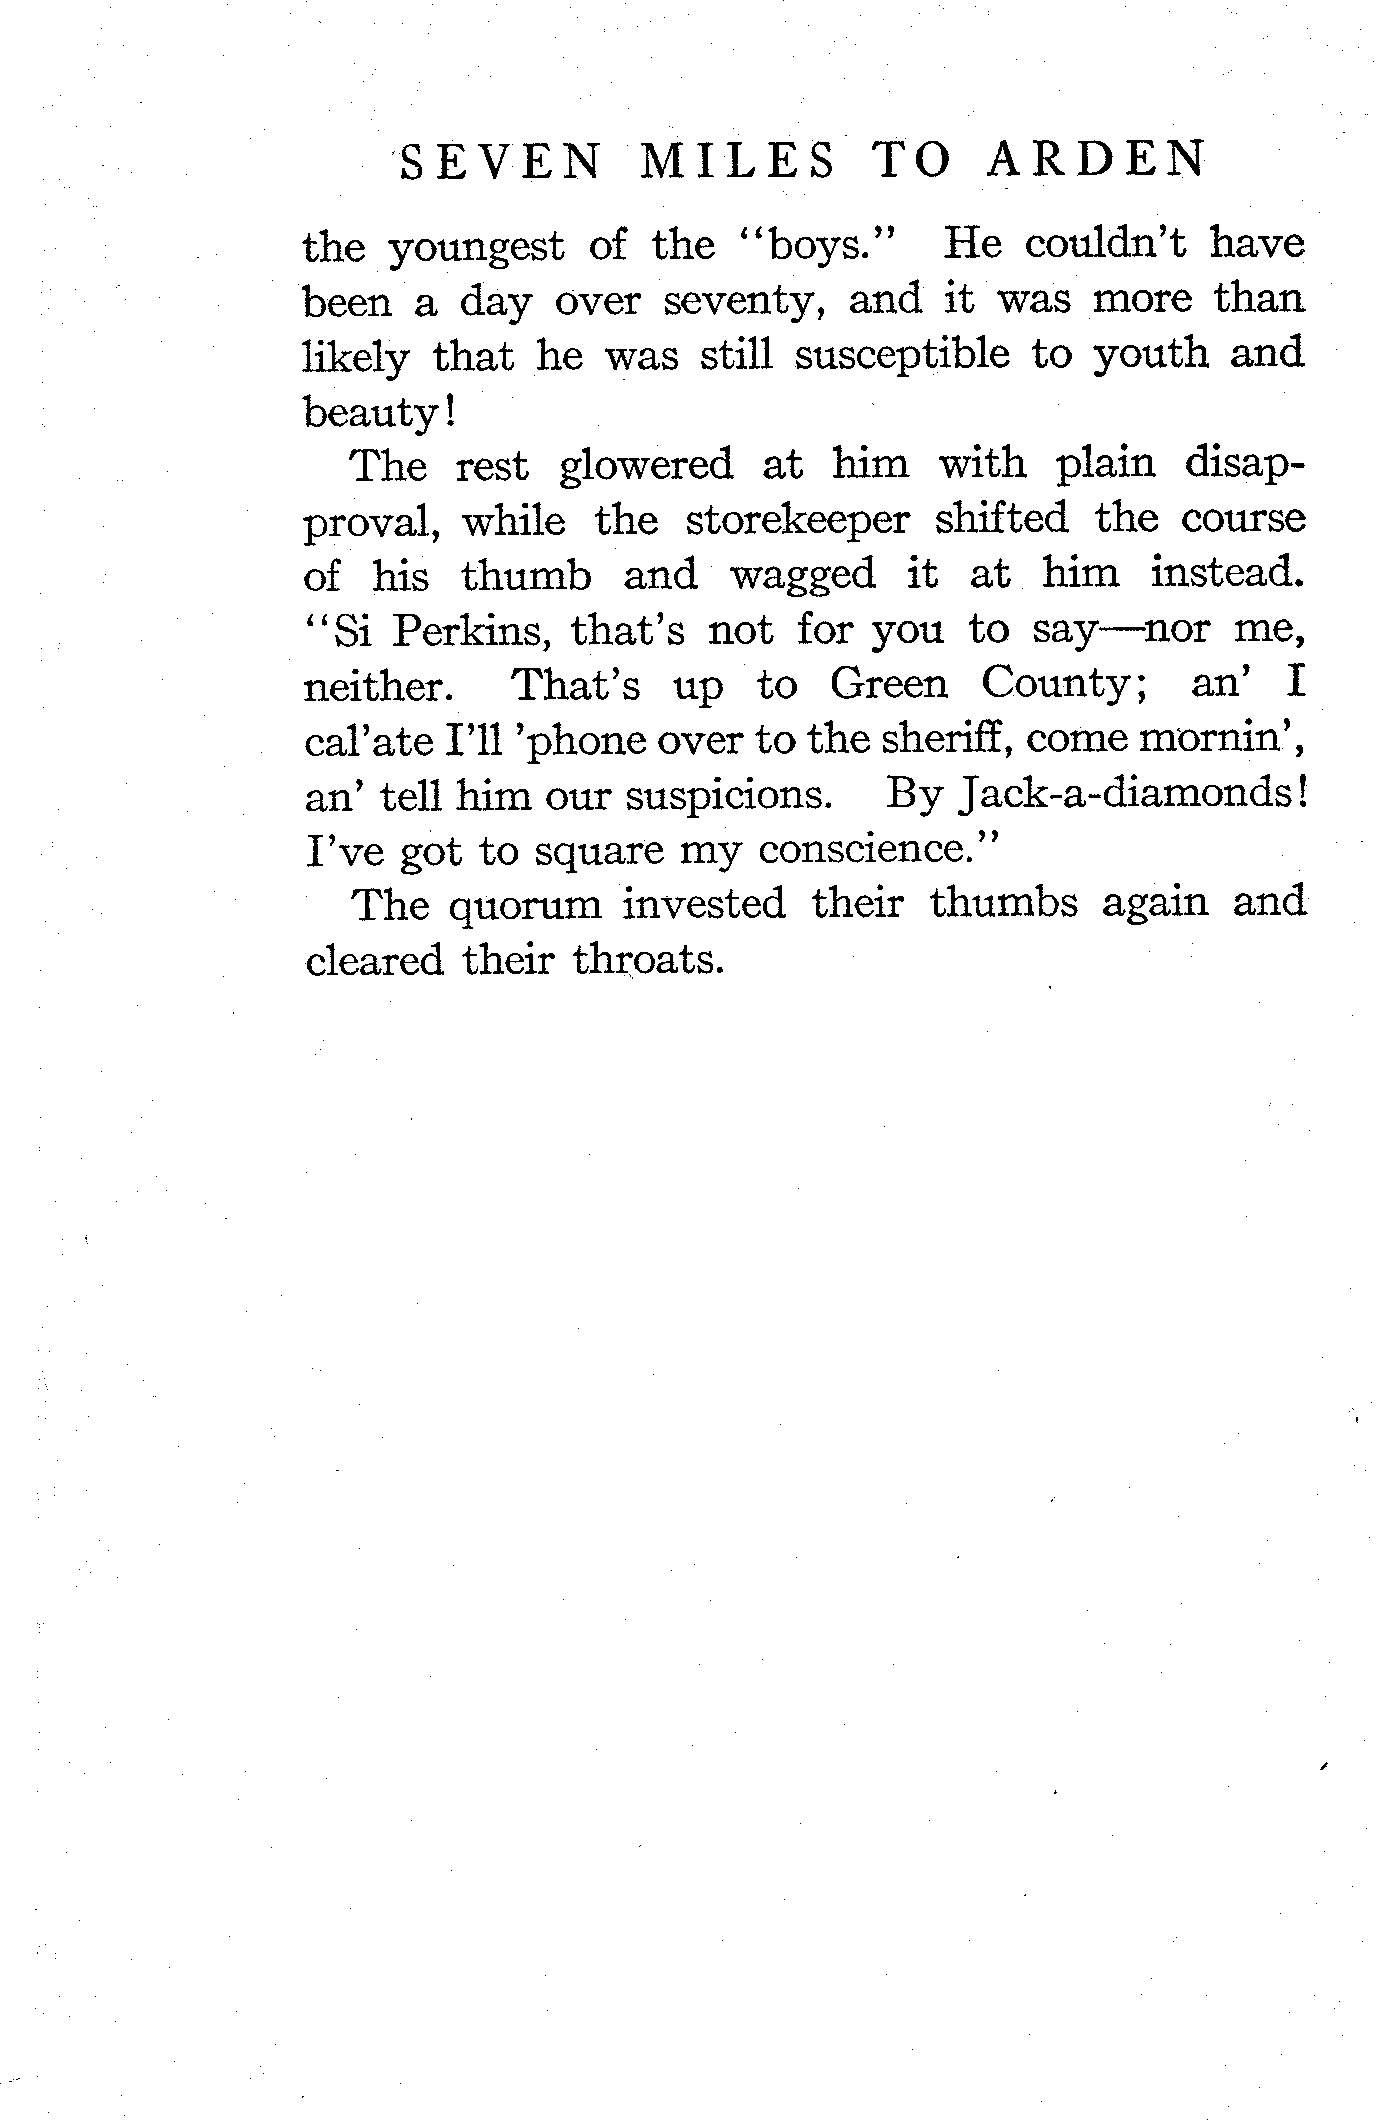 SEVEN MILES TO ARDEN
the youngest of the “boys.” He couldn’t have
been a day over seventy, and it was more than
likely that he was still susceptible to youth and
beauty!
The rest glowered at him with plain disap-
proval, while the storekeeper shifted the course
of his thumb and wagged it at him instead.
“Si Perkins, that’s not for you to say—nor me,
neither. That’s up to Green County; an’ I
cal’ate I’ll ’phone over to the sheriff, come mornin’,
an’ tell him our suspicions. By Jack-a-diamonds!
I’ve got to square my conscience.”
The quorum invested their thumbs again and
cleared their throats.